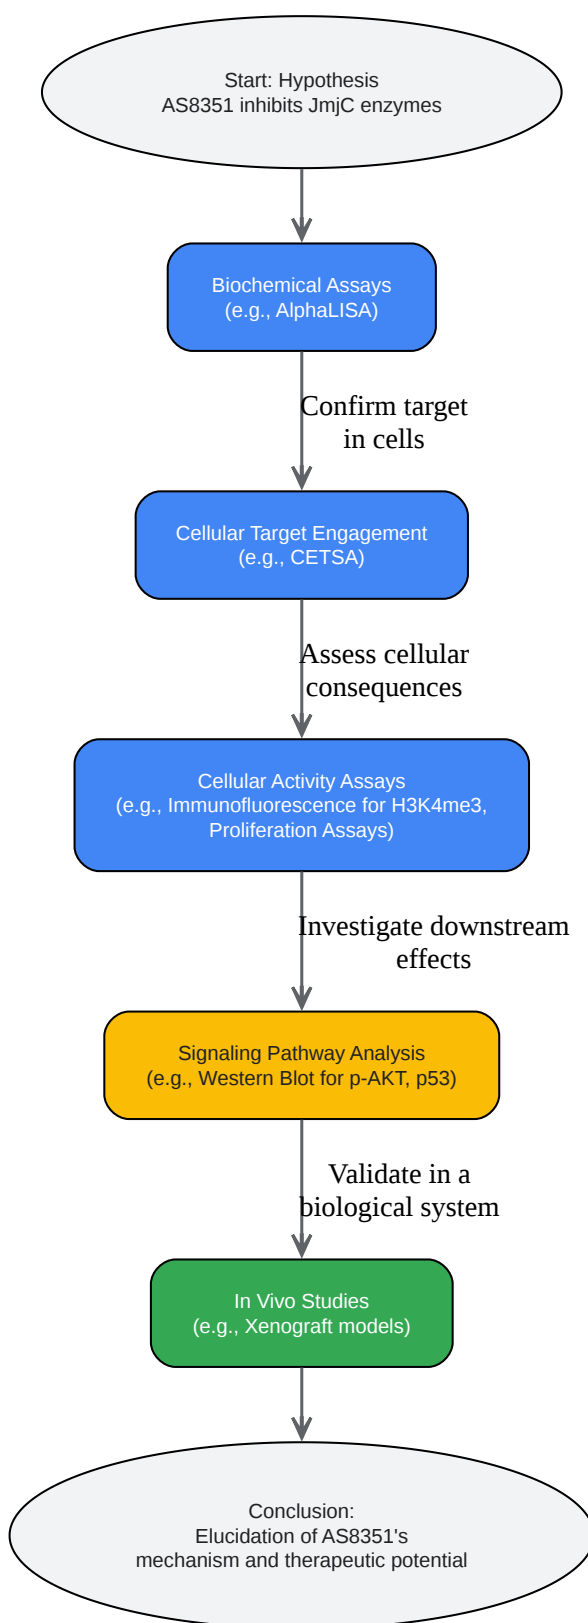 Start: Hypothesis
AS8351 inhibits JmjC enzymes
Biochemical Assays
(e.g., AlphaLISA)
Confirm target
in cells
Cellular Target Engagement
(e.g., CETSA)
Assess cellular
consequences
Cellular Activity Assays
(e.g., Immunofluorescence for H3K4me3,
Proliferation Assays)
Investigate downstream
effects
Signaling Pathway Analysis
(e.g., Western Blot for p-AKT, p53)
Validate in a
biological system
In Vivo Studies
(e.g., Xenograft models)
Conclusion:
Elucidation of AS8351's
mechanism and therapeutic potential